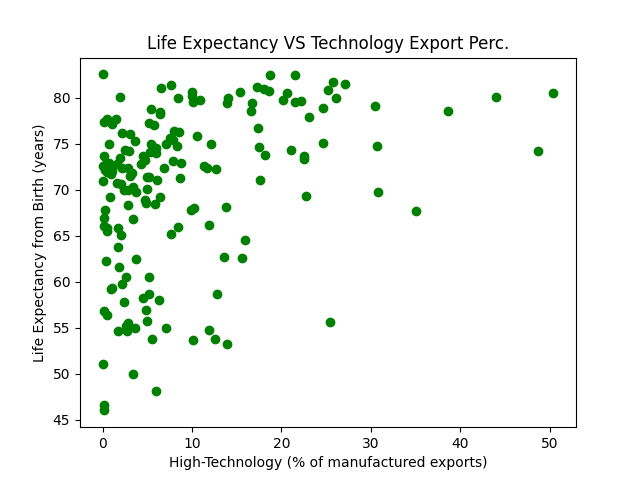 Life Expectancy VS Technology Export Perc.
80
75
70
65
60
55
50
45
Life Expectancy from Birth (years)
0 10 20 30 40 50
High-Technology (% of manufactured exports)